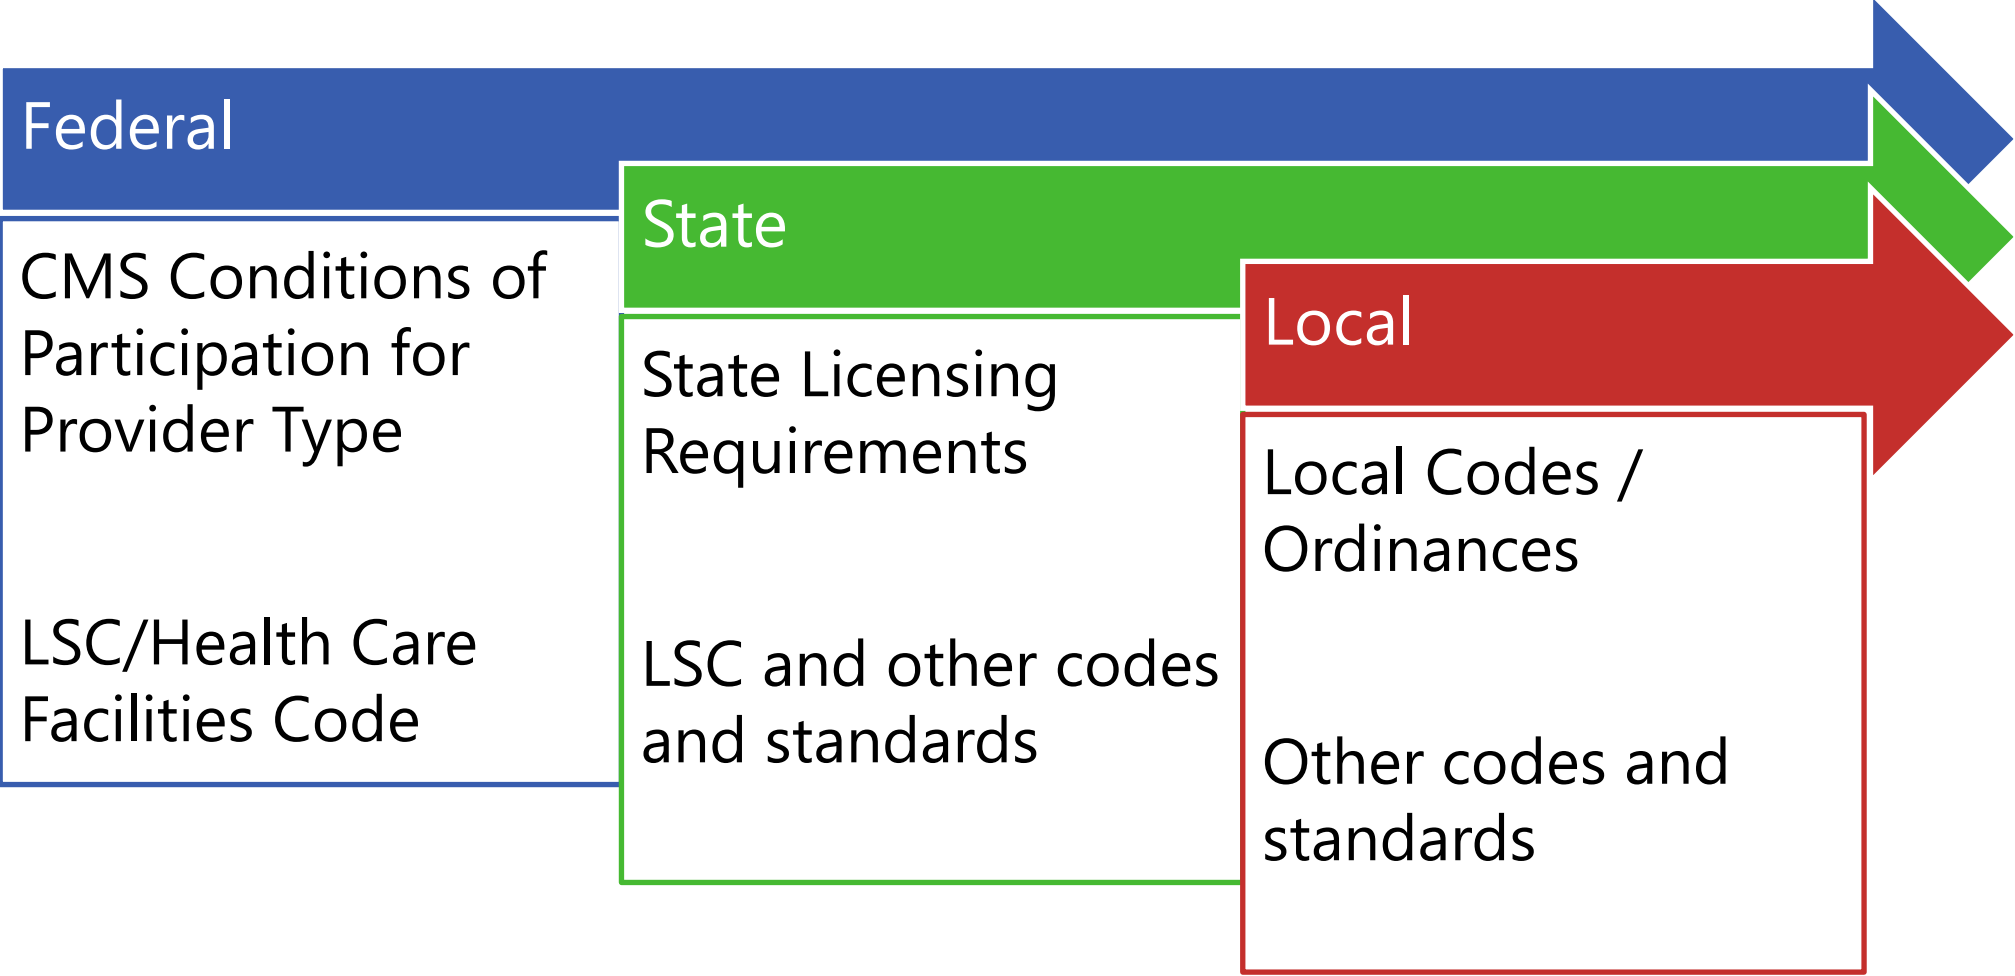 Federal
CMS Conditions of
Participation for
Provider Type
LSC/Health Care
Facilities Code
State
State Licensing
Requirements
LSC and other codes
and standards
Local
Local Codes /
Ordinances
Other codes and
standards